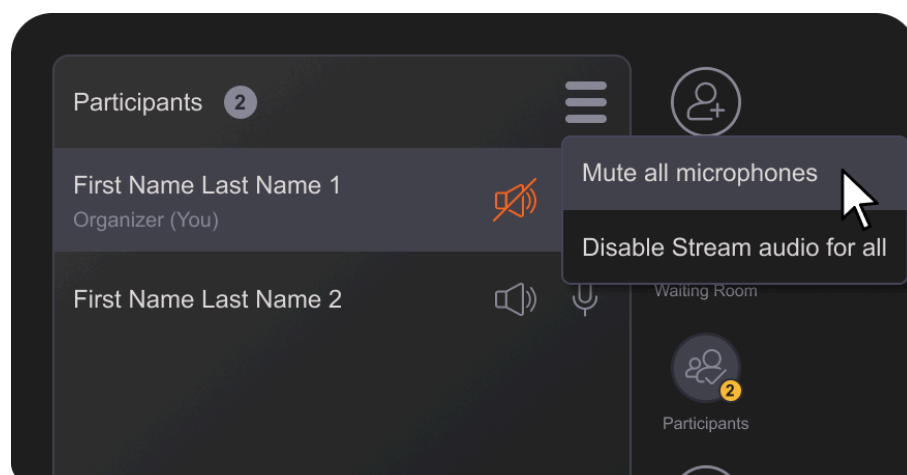 Participants 2
First Name Last Name 1
Organizer (You)
Mute all microphones
Disable Stream audio for all
First Name Last Name 2
Waiting Room
2
Participants